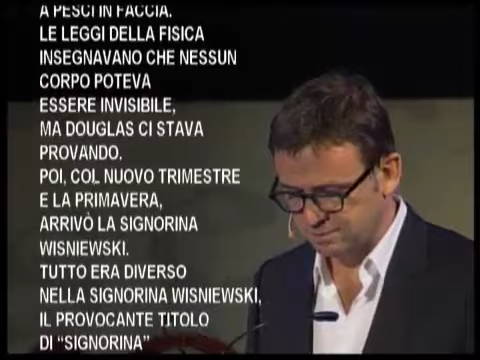 A PESCI IN FACCIA.
LE LEGGI DELLA FISICA
INSEGNAVANO CHE NESSUN
CORPO POTEVA
ESSERE INVISIBILE,
MA DOUGLAS CI STAVA
PROVANDO.
POI, COL NUOVO TRIMESTRE
E LA PRIMAVERA,
ARRIVÒ LA SIGNORINA
WISNIEWSKI.
TUTTO ERA DIVERSO
NELLA SIGNORINA WISNIEWSKI,
IL PROVOCANTE TITOLO
DI “SIGNORINA”